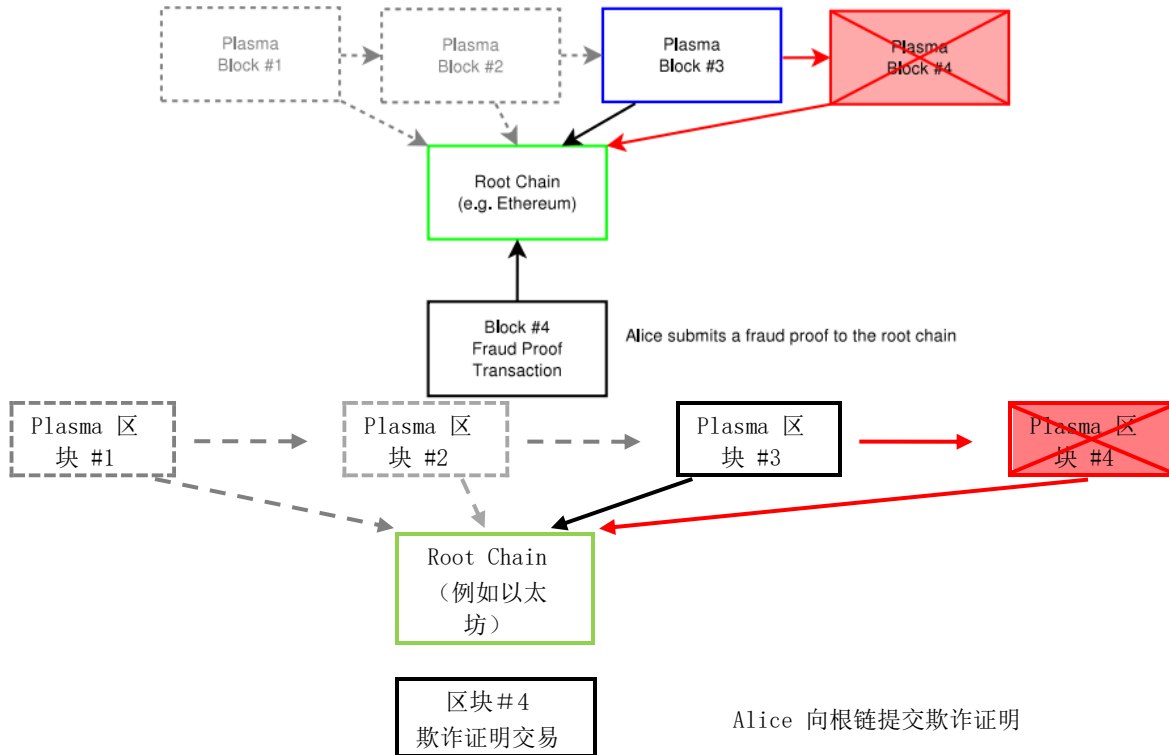 Plasma
Block #1
Plasma
Block #2
Plasma
Block #3
Plasma
Block #4
Root Chain
(e.g. Ethereum)
Block #4
Fraud Proof
Transaction
Alice submits a fraud proof to the root chain
Plasma 区
块 #1
Plasma 区
块 #2
Plasma 区
块 #3
Plasma 区
块 #4
Root Chain
（例如以太
坊）
区块＃4
欺诈证明交易
Alice 向根链提交欺诈证明